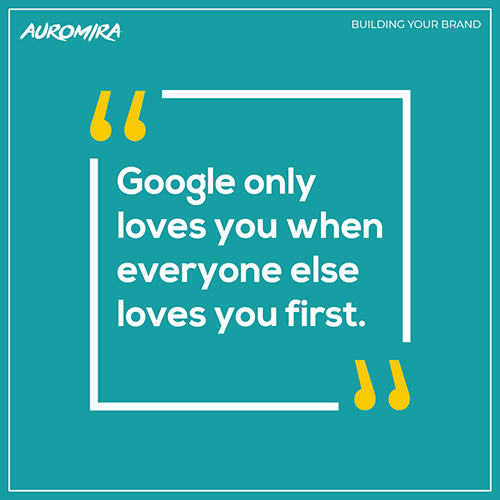 AUROMIRA
BUILDING YOUR BRAND
“
Google only
loves you when
everyone else
loves you first.
”